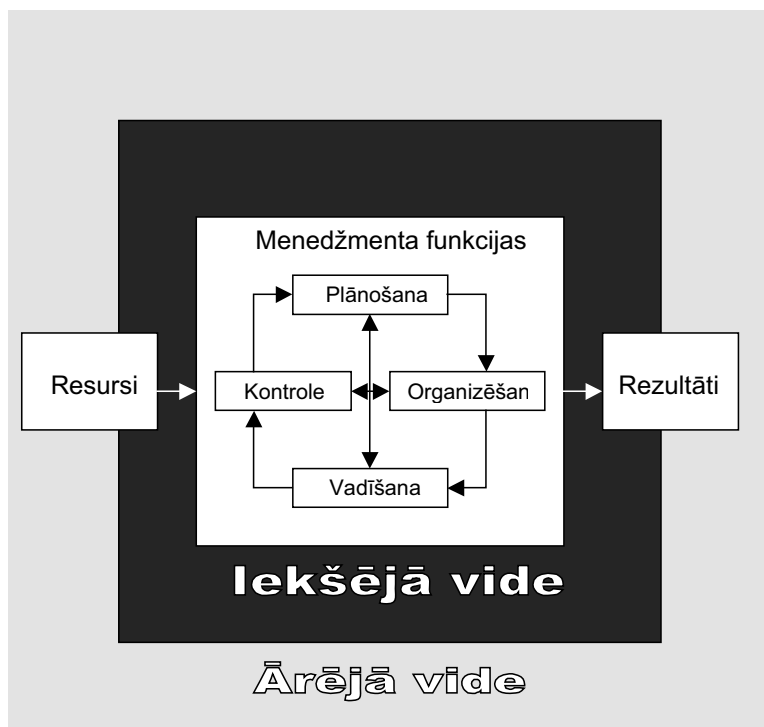 Menedžmenta funkcijas
Plānošana
Resursi
Kontrole
Organizēšan
Rezultāti
Vadīšana
Iekšējā vide
Ārējā vide